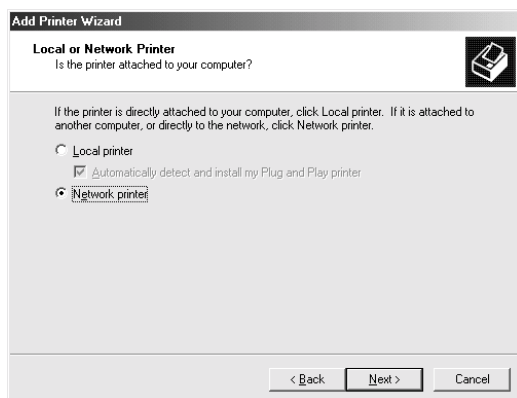 Add Printer Wizard
Local or Network Printer
Is the printer attached to your computer?
If the printer is directly attached to your computer, click Local printer. If it is attached to
another computer, or directly to the network, click Network printer.
Local printer
Automatically detect and install my Plug and Play printer
Network printer
< Back
Next >
Cancel